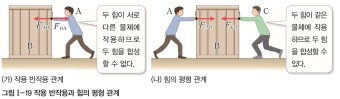 A
B
F_AB
F_BA
두 힘이 서로
다른 물체에
작용하므로
두 힘을 합성할
수 없다.
(가) 작용 반작용 관계
A
B
C
두 힘이 같은
물체에 작용
하므로 두 힘
을 합성할 수
있다.
(나) 힘의 평형 관계
그림 Ⅰ-19 작용 반작용과 힘의 평형 관계